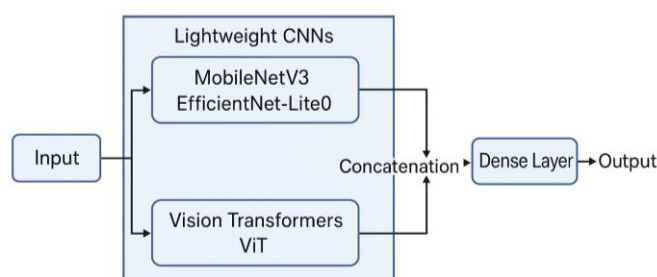 Lightweight CNNs
MobileNetV3
EfficientNet-Lite0
Input
Concatenation
Dense Layer
Output
Vision Transformers
ViT